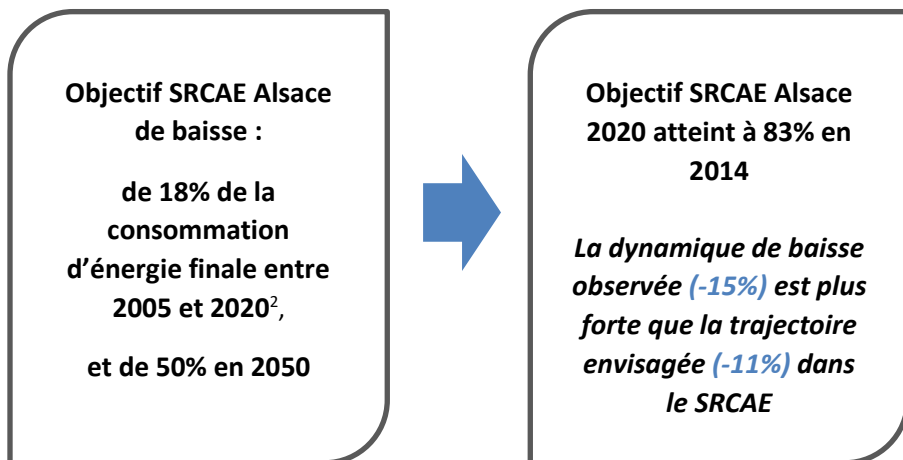 Objectif SRCAE Alsace
de baisse :
de 18% de la
consommation
d’énergie finale entre
2005 et 2020²,
et de 50% en 2050
Objectif SRCAE Alsace
2020 atteint à 83% en
2014
La dynamique de baisse
observée (-15%) est plus
forte que la trajectoire
envisagée (-11%) dans
le SRCAE